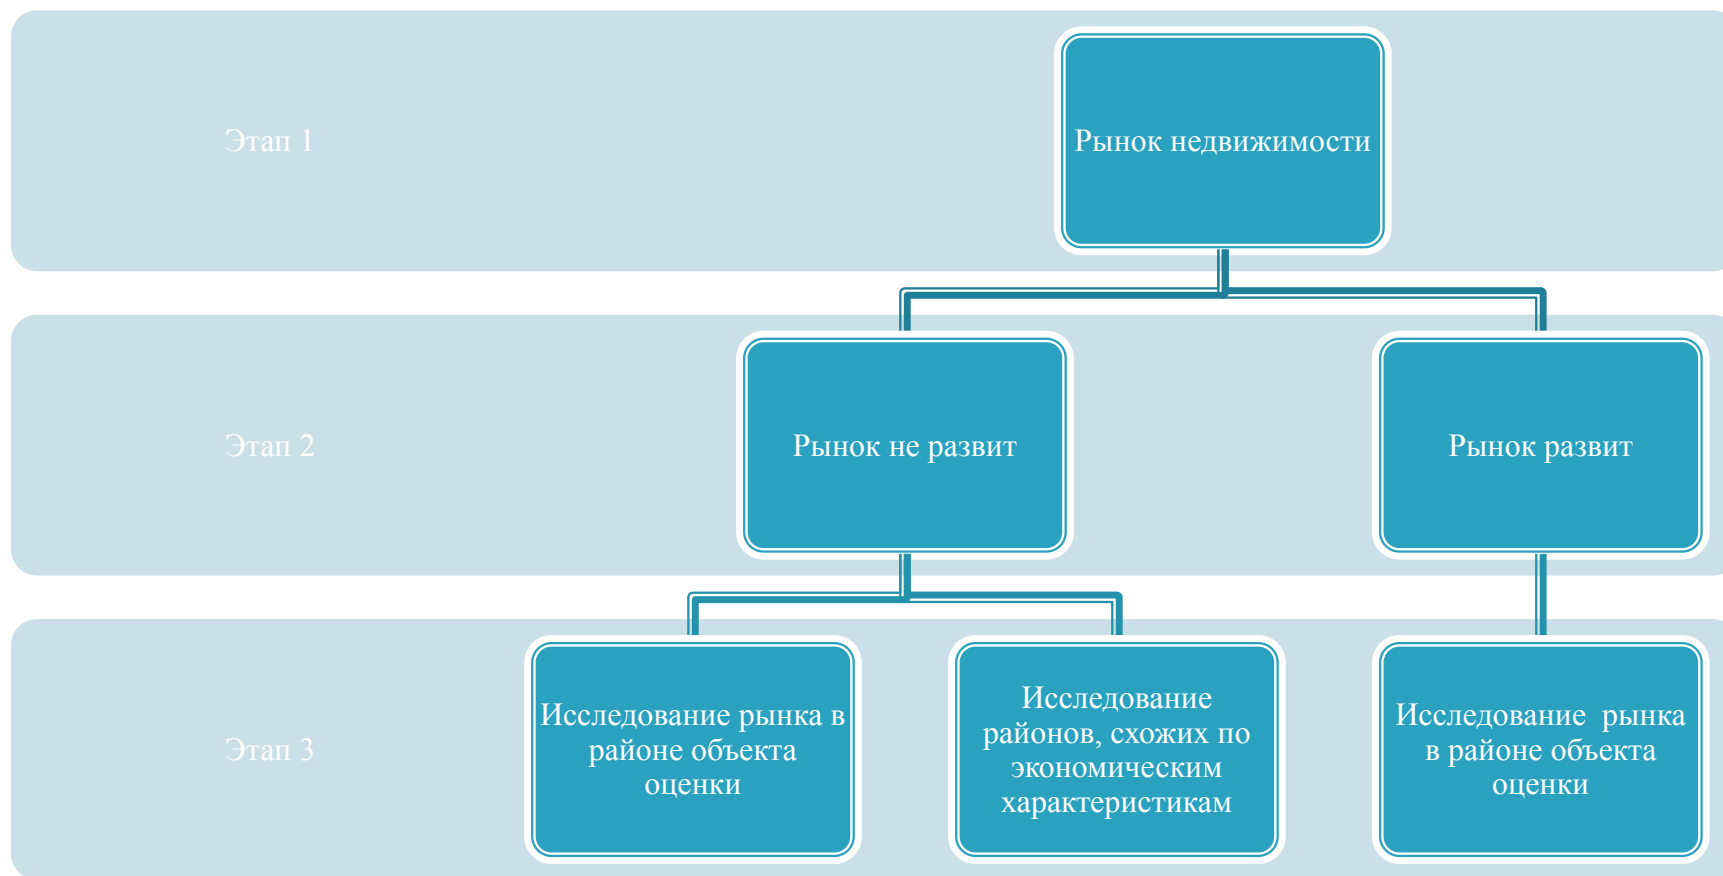 Этап 1
Рынок недвижимости
Этап 2
Рынок не развит
Рынок развит
Этап 3
Исследование рынка в
районе объекта
оценки
Исследование
районов, схожих по
экономическим
характеристикам
Исследование  рынка
в районе объекта
оценки